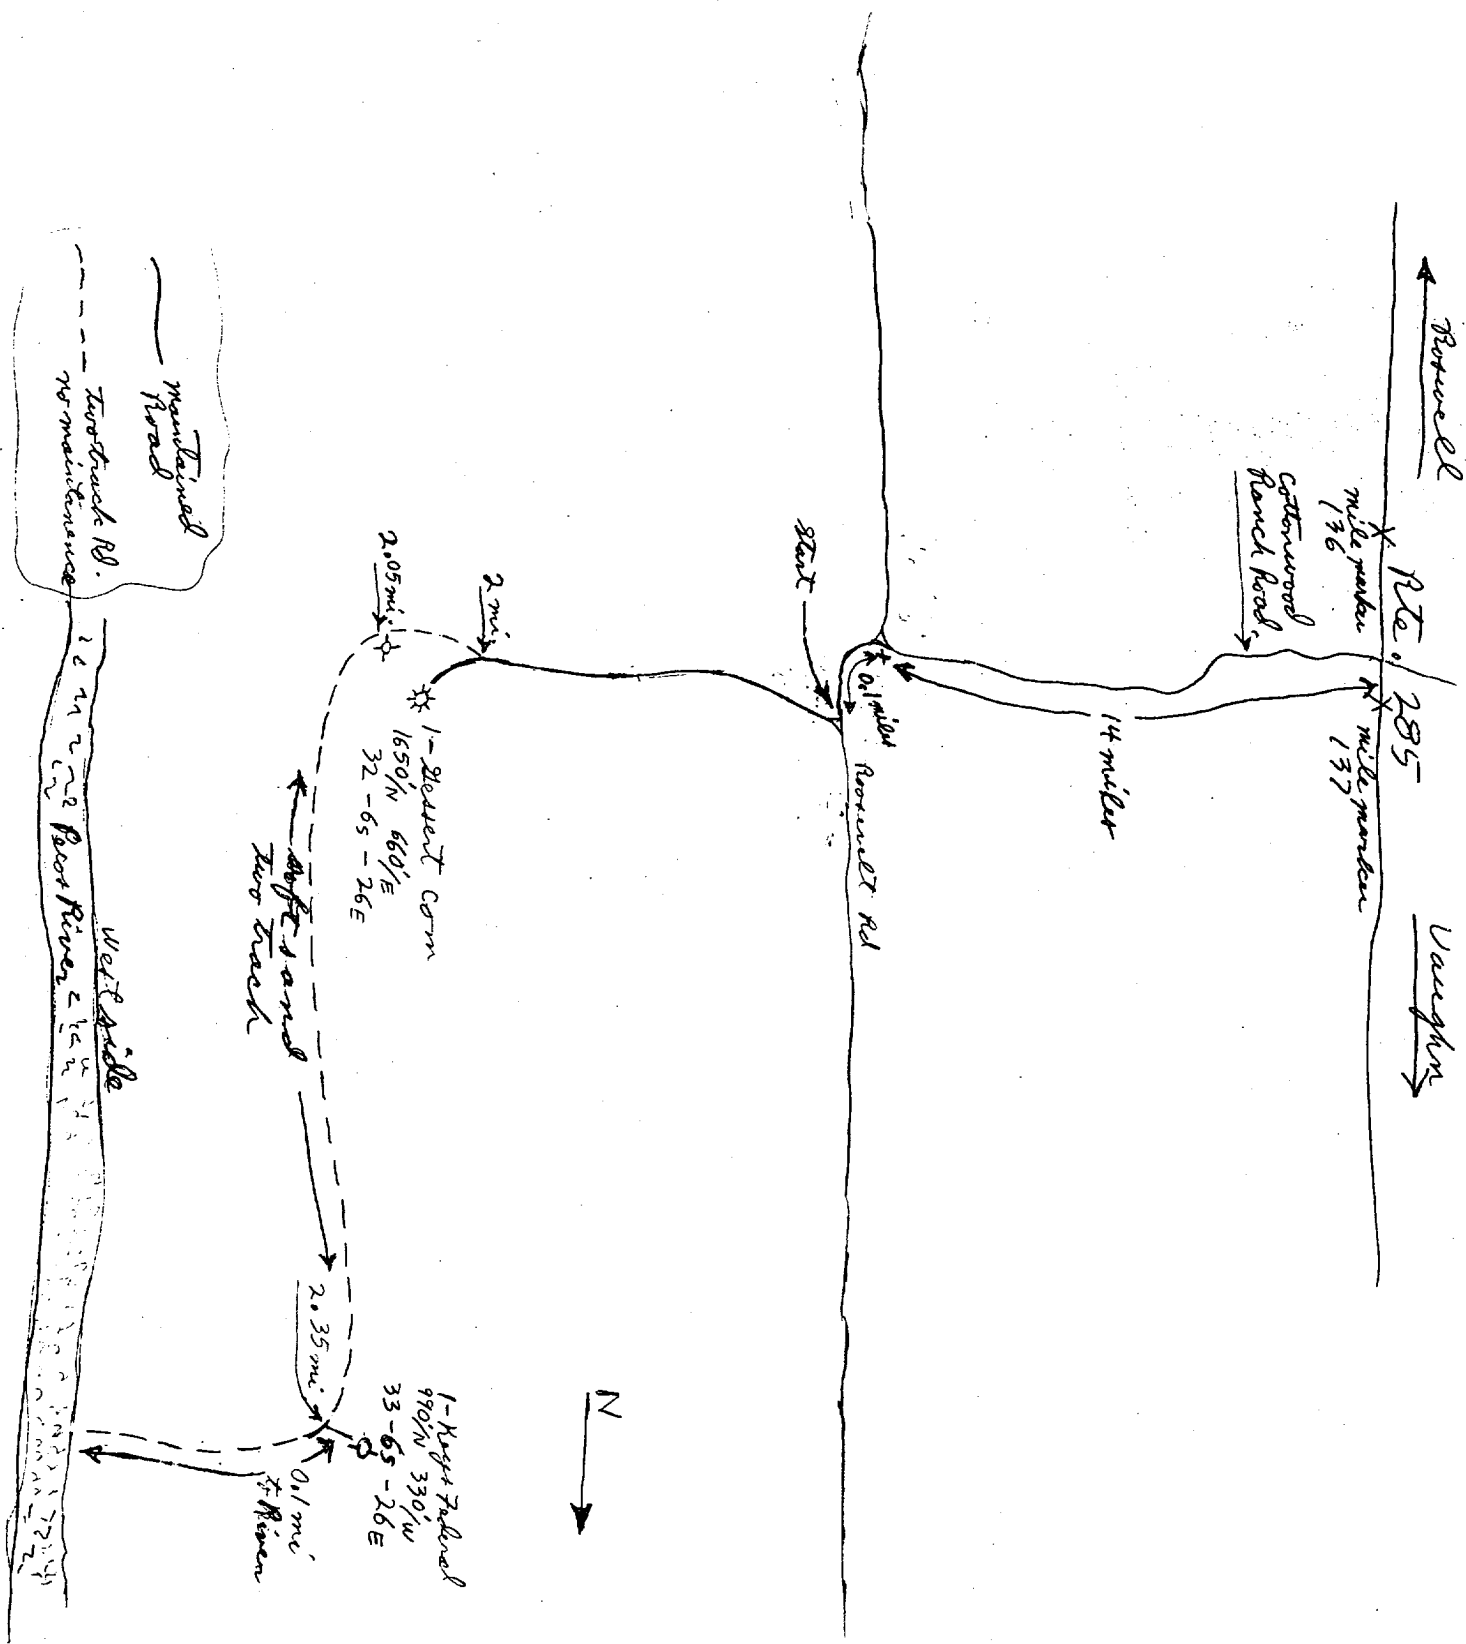 Roswell
Rte. 285
Vaughn
mile marker
136
mile marker
137
Cottonwood
Ranch Road
14 miles
0.1 miles
Roosevelt Rd
Start
2 mi.
2.05 mi.
1- Com
1650/N 660/E
32-6s-26E
soft sand
two track
2.35 mi.
N
1- Federal
990/N 330/W
33-6s-26E
0.1 mi
to River
West side
Pecos River
maintained
Road
two track Rd.
no maintenance